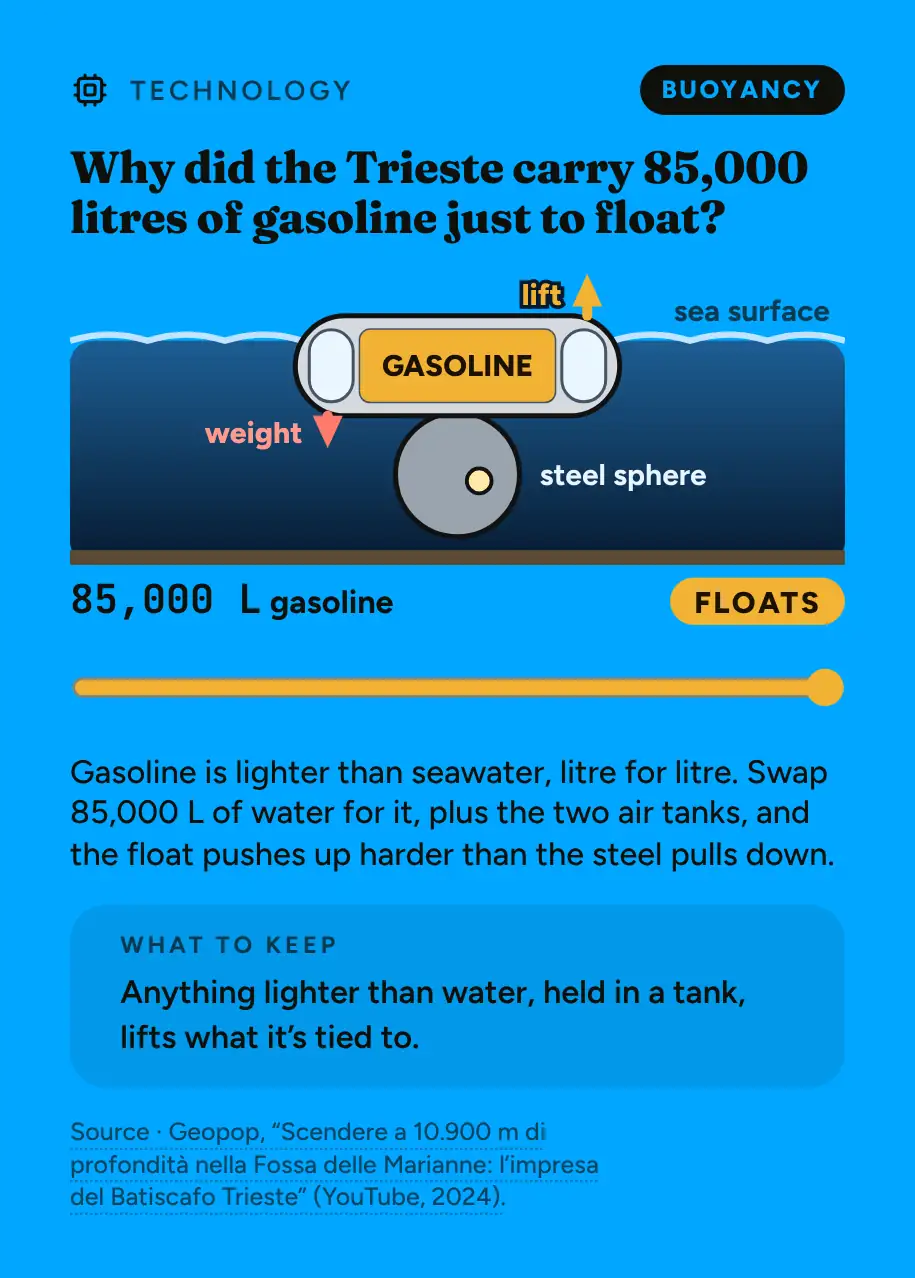 TECHNOLOGY
BUOYANCY
Why did the Trieste carry 85,000
litres of gasoline just to float?
lift
sea surface
GASOLINE
weight
steel sphere
85,000 L gasoline
FLOATS
Gasoline is lighter than seawater, litre for litre. Swap
85,000 L of water for it, plus the two air tanks, and
the float pushes up harder than the steel pulls down.
WHAT TO KEEP
Anything lighter than water, held in a tank,
lifts what it’s tied to.
Source · Geopop, “Scendere a 10.900 m di
profondità nella Fossa delle Marianne: l’impresa
del Batiscafo Trieste” (YouTube, 2024).